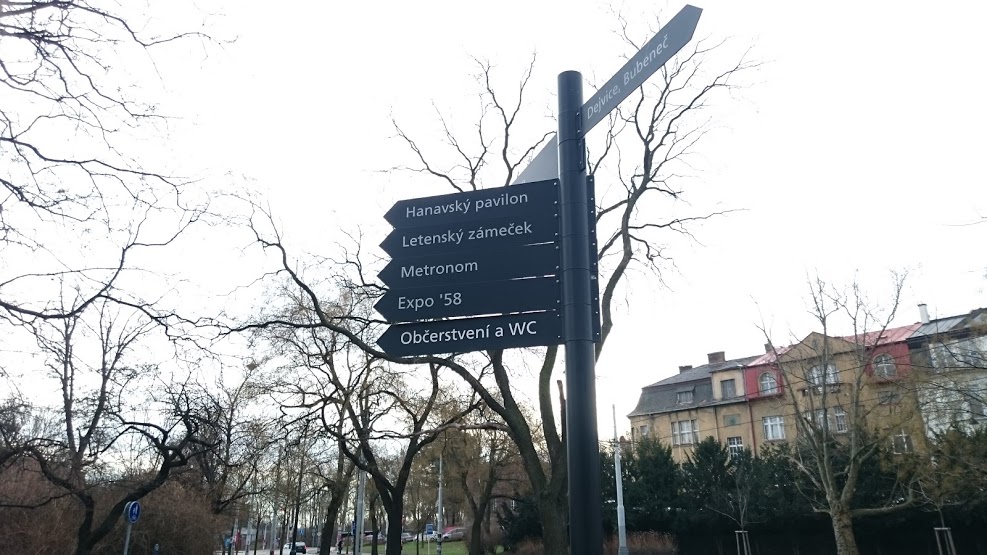 Dejvice, Bubeneč
Hanavský pavilon
Letenský zámeček
Metronom
Expo '58
Občerstvení a WC